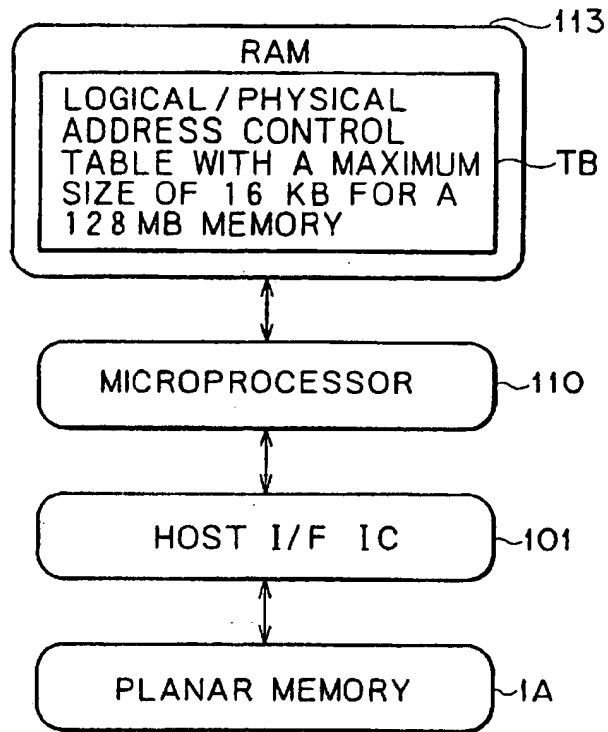 113
RAM
LOGICAL/PHYSICAL
ADDRESS CONTROL
TABLE WITH A MAXIMUM
SIZE OF 16 KB FOR A
128 MB MEMORY
TB
MICROPROCESSOR
110
HOST I/F IC
101
PLANAR MEMORY
1A